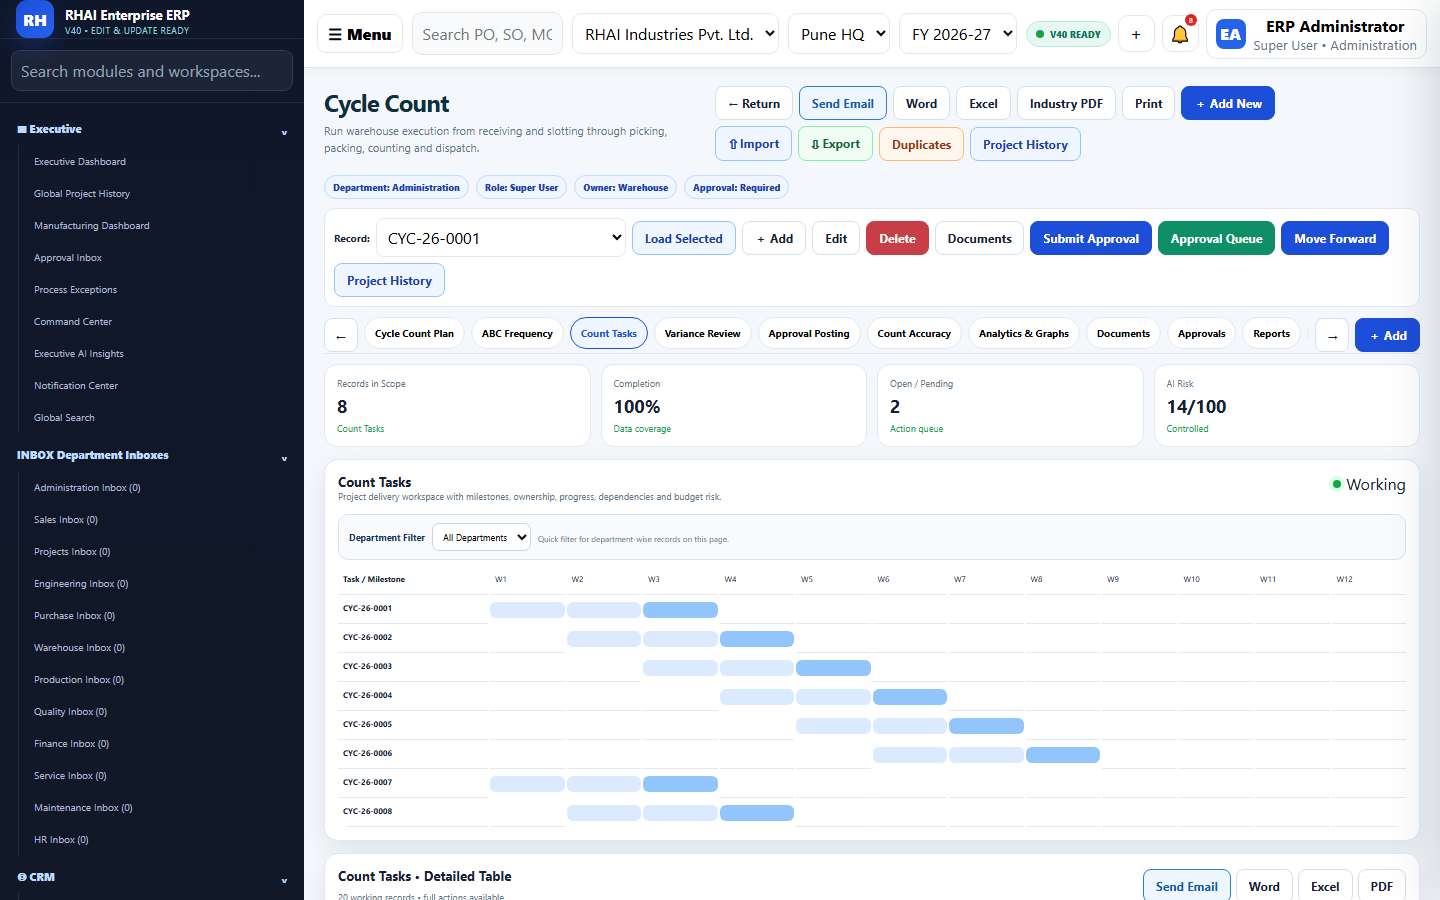 RH
RHAI Enterprise ERP
V40 • EDIT & UPDATE READY
Search modules and workspaces...
Executive
Executive Dashboard
Global Project History
Manufacturing Dashboard
Approval Inbox
Process Exceptions
Command Center
Executive AI Insights
Notification Center
Global Search
INBOX Department Inboxes
Administration Inbox (0)
Sales Inbox (0)
Projects Inbox (0)
Engineering Inbox (0)
Purchase Inbox (0)
Warehouse Inbox (0)
Production Inbox (0)
Quality Inbox (0)
Finance Inbox (0)
Service Inbox (0)
Maintenance Inbox (0)
HR Inbox (0)
CRM
☰ Menu
Search PO, SO, MO
RHAI Industries Pvt. Ltd.
Pune HQ
FY 2026-27
V40 READY
+
8
EA
ERP Administrator
Super User • Administration
Cycle Count
Run warehouse execution from receiving and slotting through picking,
packing, counting and dispatch.
← Return
Send Email
Word
Excel
Industry PDF
Print
+ Add New
⇧ Import
⇩ Export
Duplicates
Project History
Department: Administration
Role: Super User
Owner: Warehouse
Approval: Required
Record:
CYC-26-0001
Load Selected
+ Add
Edit
Delete
Documents
Submit Approval
Approval Queue
Move Forward
Project History
←
Cycle Count Plan
ABC Frequency
Count Tasks
Variance Review
Approval Posting
Count Accuracy
Analytics & Graphs
Documents
Approvals
Reports
→
+ Add
Records in Scope
8
Count Tasks
Completion
100%
Data coverage
Open / Pending
2
Action queue
AI Risk
14/100
Controlled
Count Tasks
Project delivery workspace with milestones, ownership, progress, dependencies and budget risk.
Working
Department Filter
All Departments
Quick filter for department-wise records on this page.
Task / Milestone W1 W2 W3 W4 W5 W6 W7 W8 W9 W10 W11 W12
CYC-26-0001
CYC-26-0002
CYC-26-0003
CYC-26-0004
CYC-26-0005
CYC-26-0006
CYC-26-0007
CYC-26-0008
Count Tasks • Detailed Table
20 working records • full actions available
Send Email
Word
Excel
PDF